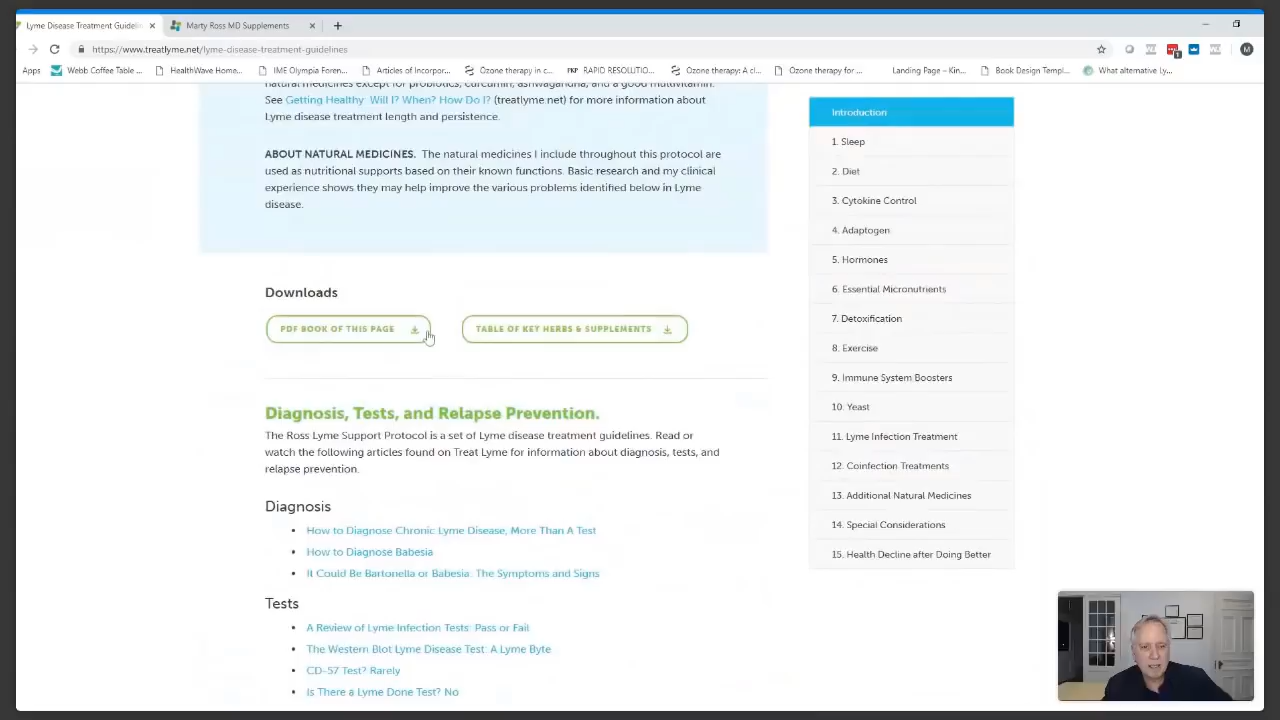 Lyme Disease Treatment Guideli
Marty Ross MD Supplements
https://www.treatlyme.net/lyme-disease-treatment-guidelines
M
Apps
Webb Coffee Table ...
HealthWave Home...
IME Olympia Foren...
Articles of Incorpor...
Ozone therapy in c...
RAPID RESOLUTIO...
Ozone therapy: A cl...
Ozone therapy for ...
Landing Page – Kin...
Book Design Templ...
What alternative Ly...
natural medicines except for probiotics, curcumin, ashwagandha, and a good multivitamin.
See Getting Healthy: Will I? When? How Do I? (treatlyme.net) for more information about
Lyme disease treatment length and persistence.
ABOUT NATURAL MEDICINES. The natural medicines I include throughout this protocol are
used as nutritional supports based on their known functions. Basic research and my clinical
experience shows they may help improve the various problems identified below in Lyme
disease.
Downloads
PDF BOOK OF THIS PAGE
TABLE OF KEY HERBS & SUPPLEMENTS
Diagnosis, Tests, and Relapse Prevention.
The Ross Lyme Support Protocol is a set of Lyme disease treatment guidelines. Read or
watch the following articles found on Treat Lyme for information about diagnosis, tests, and
relapse prevention.
Diagnosis
• How to Diagnose Chronic Lyme Disease, More Than A Test
• How to Diagnose Babesia
• It Could Be Bartonella or Babesia. The Symptoms and Signs
Tests
• A Review of Lyme Infection Tests: Pass or Fail
• The Western Blot Lyme Disease Test: A Lyme Byte
• CD-57 Test? Rarely
• Is There a Lyme Done Test? No
Introduction
1. Sleep
2. Diet
3. Cytokine Control
4. Adaptogen
5. Hormones
6. Essential Micronutrients
7. Detoxification
8. Exercise
9. Immune System Boosters
10. Yeast
11. Lyme Infection Treatment
12. Coinfection Treatments
13. Additional Natural Medicines
14. Special Considerations
15. Health Decline after Doing Better